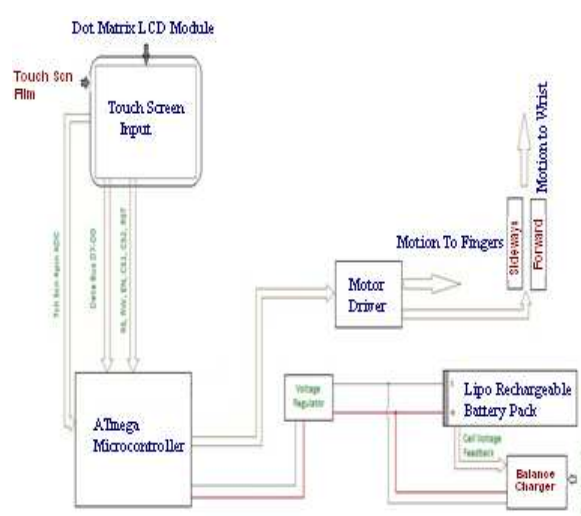 Dot Matrix LCD Module
Touch Scn
Film
Touch Screen
Input
Tch Scn 4pin ADC
Data Bus D7-D0
RS, RW, EN, CS1, CS2, RST
Motion to Wrist
Sideways
Forward
Motion To Fingers
Motor
Driver
Voltage
Regulator
Lipo Rechargeable
Battery Pack
ATmega
Microcontroller
Cell Voltage
Feedback
Balance
Charger